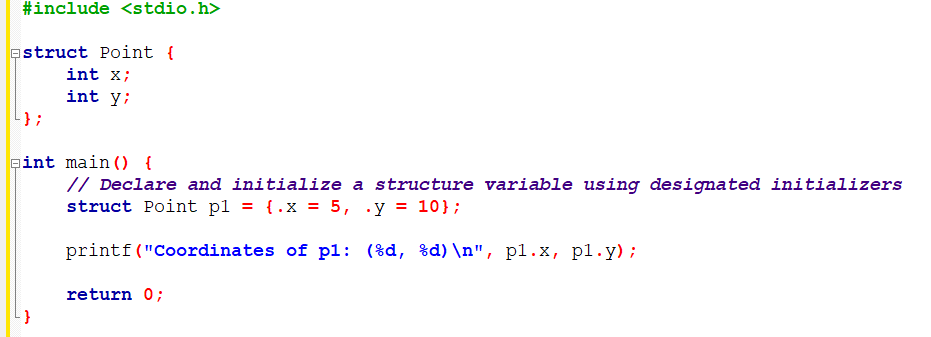 #include <stdio.h>
struct Point {
int x;
int y;
};
int main() {
// Declare and initialize a structure variable using designated initializers
struct Point p1 = {.x = 5, .y = 10};
printf("Coordinates of p1: (%d, %d)\n", p1.x, p1.y);
return 0;
}